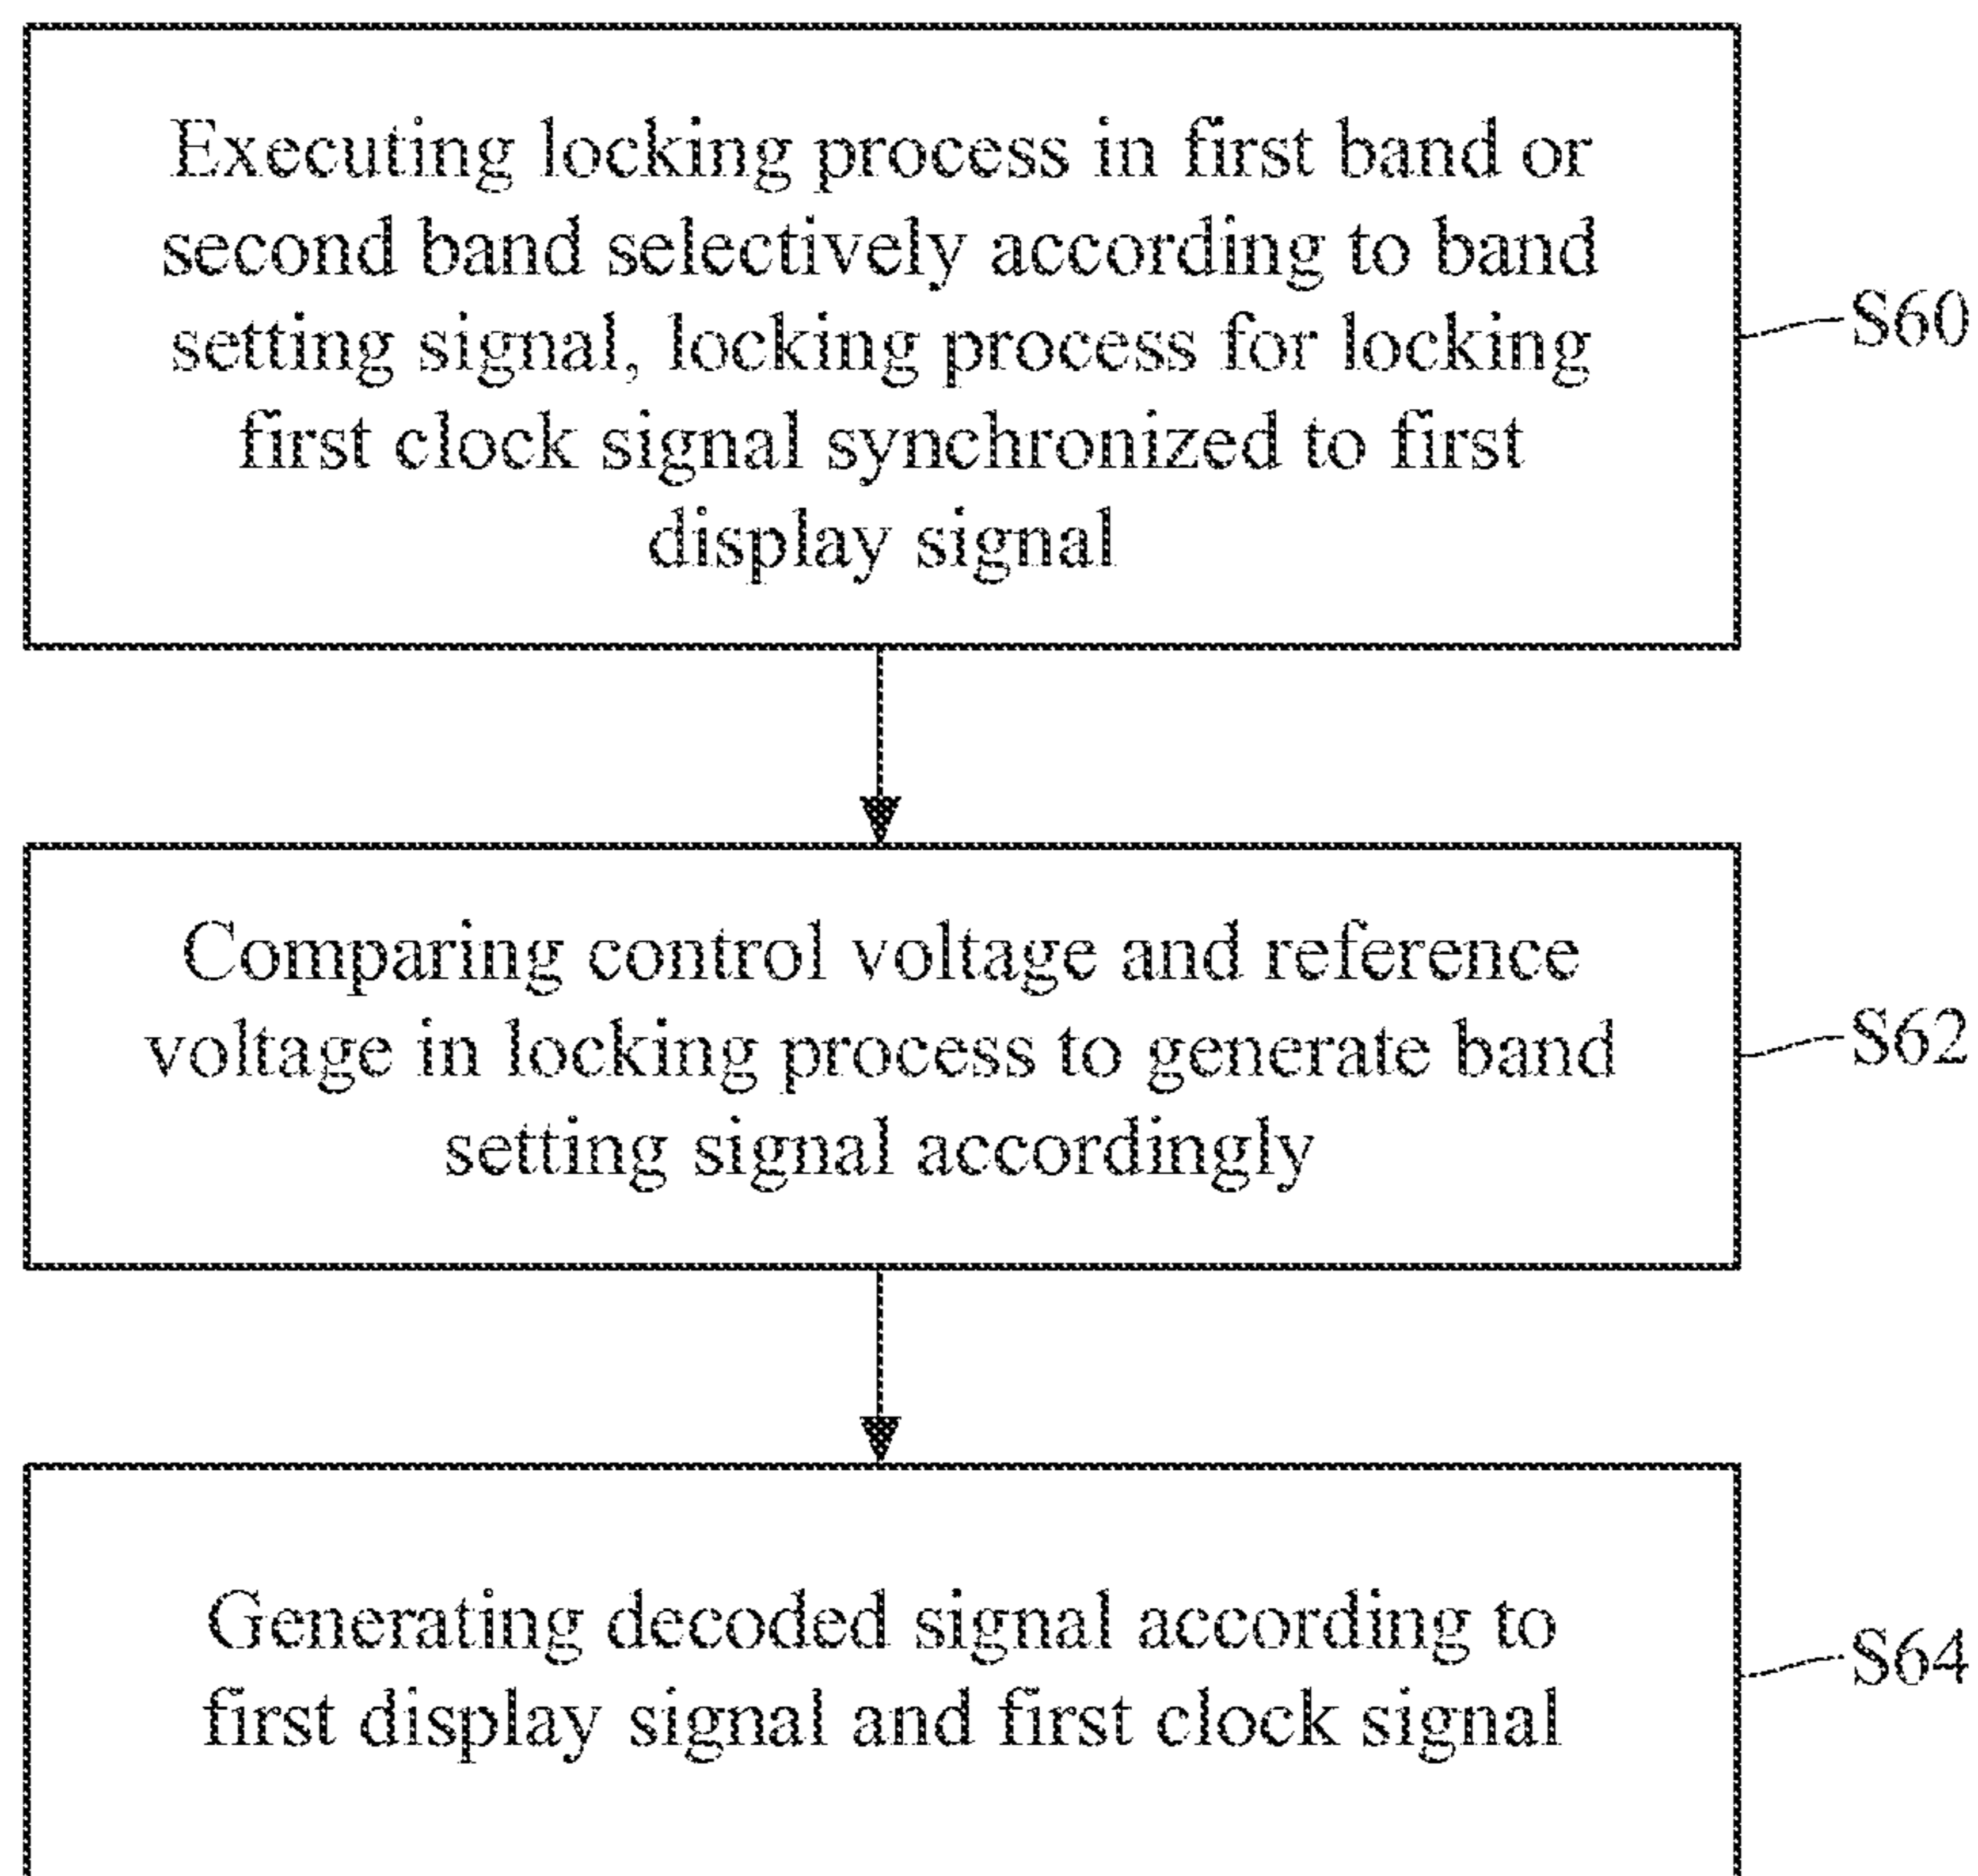 Executing locking process in first band or
second band selectively according to band
setting signal, locking process for locking
first clock signal synchronized to first
display signal
S60
Comparing control voltage and reference
voltage in locking process to generate band
setting signal accordingly
S62
Generating decoded signal according to
first display signal and first clock signal
S64